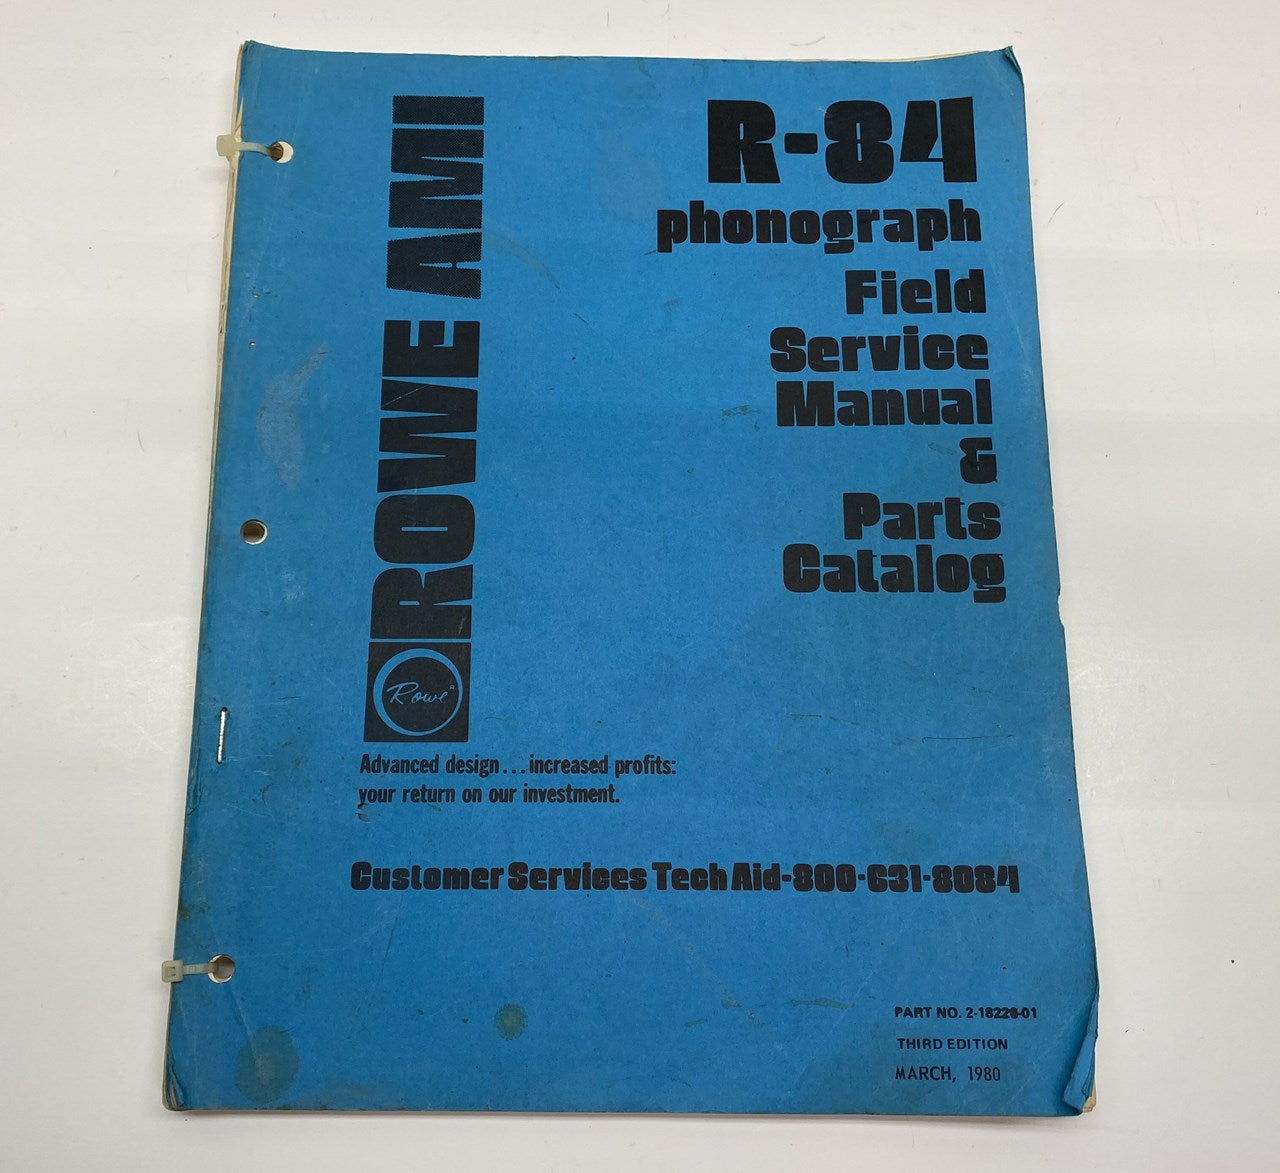 ROWE AMI
Rowe
R-84
phonograph
Field
Service
Manual
&
Parts
Catalog
Advanced design...increased profits:
your return on our investment.
Customer Services Tech Aid-800-631-8084
PART NO. 2-18226-01
THIRD EDITION
MARCH, 1980